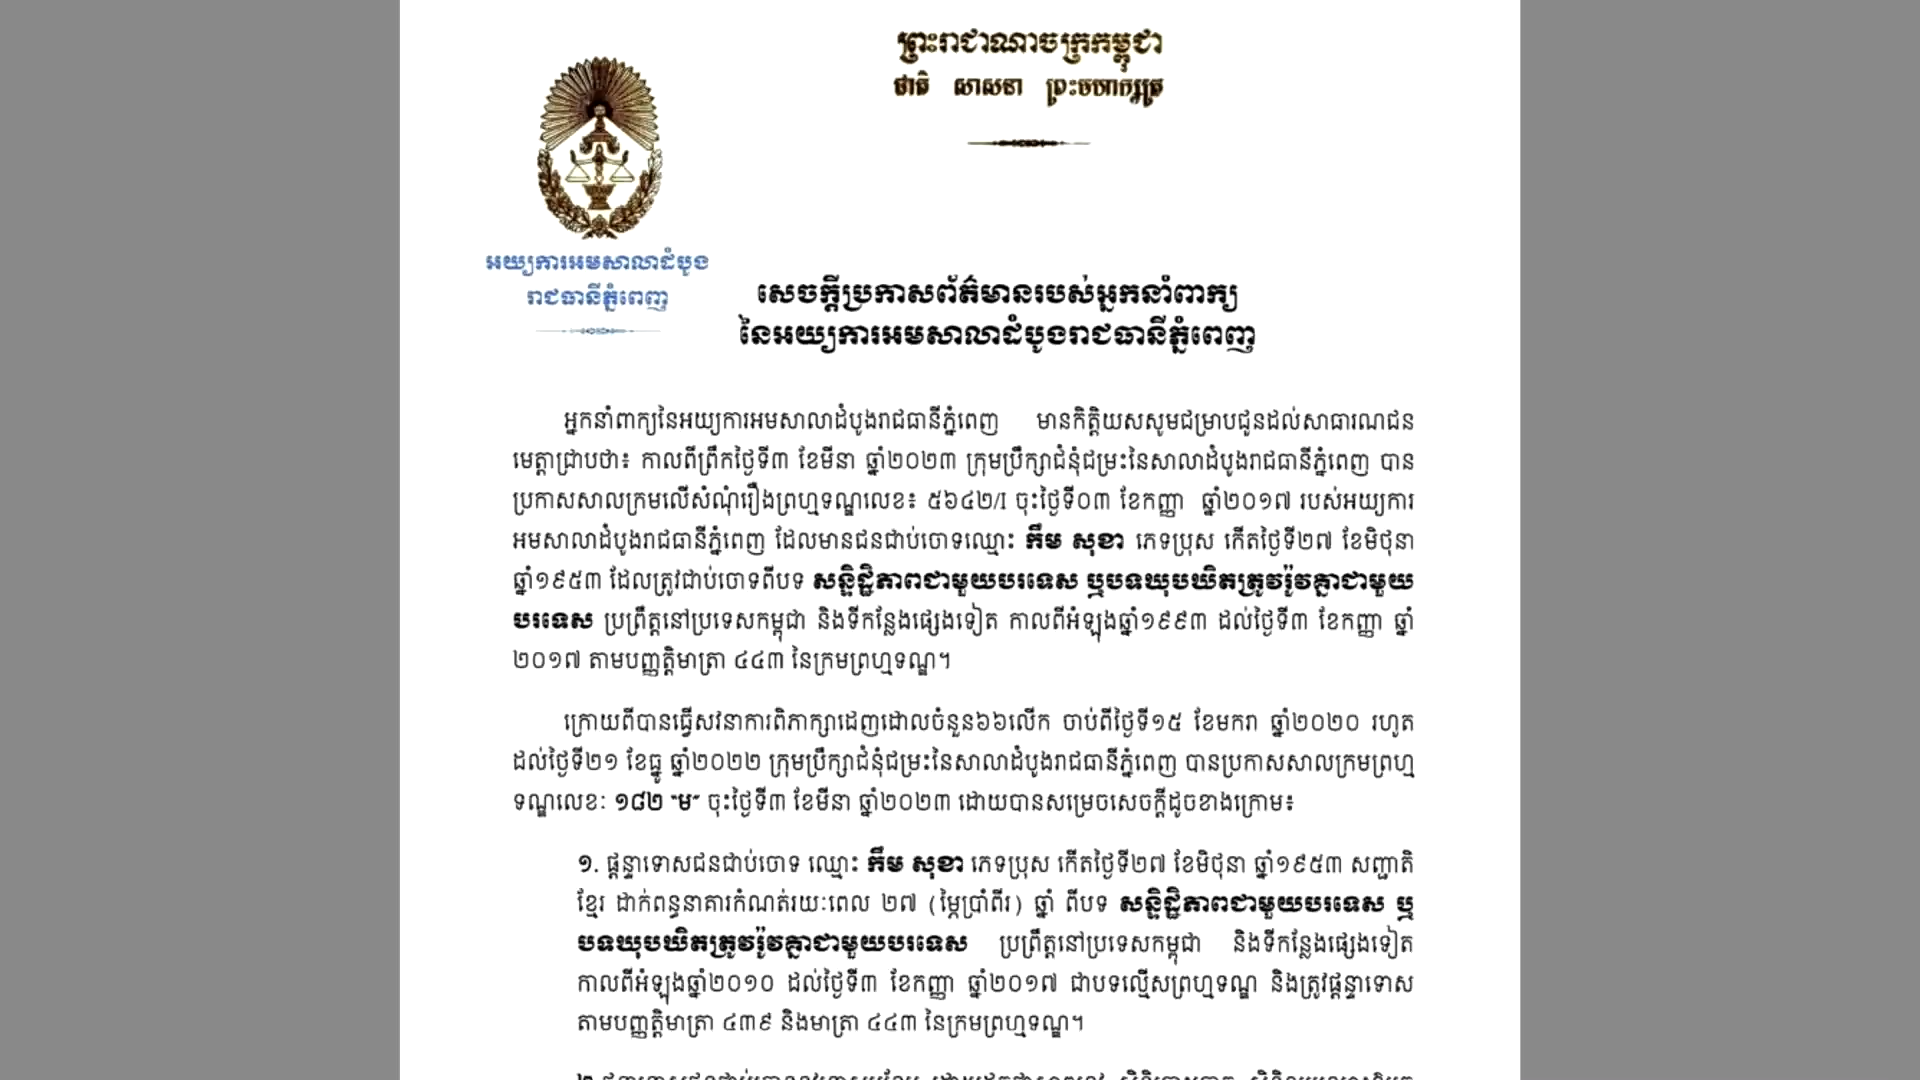 ព្រះរាជាណាចក្រកម្ពុជា
ជាតិ សាសនា ព្រះមហាក្សត្រ
អយ្យការអមសាលាដំបូង
រាជធានីភ្នំពេញ
សេចក្តីប្រកាសព័ត៌មានរបស់អ្នកនាំពាក្យ
នៃអយ្យការអមសាលាដំបូងរាជធានីភ្នំពេញ
អ្នកនាំពាក្យនៃអយ្យការអមសាលាដំបូងរាជធានីភ្នំពេញ មានកិត្តិយសសូមជម្រាបជូនដល់សាធារណជន
មេត្តាជ្រាបថា៖ កាលពីព្រឹកថ្ងៃទី៣ ខែមីនា ឆ្នាំ២០២៣ ក្រុមប្រឹក្សាជំនុំជម្រះនៃសាលាដំបូងរាជធានីភ្នំពេញ បាន
ប្រកាសសាលក្រមលើសំណុំរឿងព្រហ្មទណ្ឌលេខ៖ ៥៦៤២/I ចុះថ្ងៃទី០៣ ខែកញ្ញា ឆ្នាំ២០១៧ របស់អយ្យការ
អមសាលាដំបូងរាជធានីភ្នំពេញ ដែលមានជនជាប់ចោទឈ្មោះ កឹម សុខា ភេទប្រុស កើតថ្ងៃទី២៧ ខែមិថុនា
ឆ្នាំ១៩៥៣ ដែលត្រូវជាប់ចោទពីបទ សន្ទិដ្ឋិភាពជាមួយបរទេស ឬបទឃុបឃិតត្រូវរ៉ូវគ្នាជាមួយ
បរទេស ប្រព្រឹត្តនៅប្រទេសកម្ពុជា និងទីកន្លែងផ្សេងទៀត កាលពីអំឡុងឆ្នាំ១៩៩៣ ដល់ថ្ងៃទី៣ ខែកញ្ញា ឆ្នាំ
២០១៧ តាមបញ្ញត្តិមាត្រា ៤៤៣ នៃក្រមព្រហ្មទណ្ឌ។
ក្រោយពីបានធ្វើសវនាការពិភាក្សាដេញដោលចំនួន៦៦លើក ចាប់ពីថ្ងៃទី១៥ ខែមករា ឆ្នាំ២០២០ រហូត
ដល់ថ្ងៃទី២១ ខែធ្នូ ឆ្នាំ២០២២ ក្រុមប្រឹក្សាជំនុំជម្រះនៃសាលាដំបូងរាជធានីភ្នំពេញ បានប្រកាសសាលក្រមព្រហ្ម
ទណ្ឌលេខៈ ១៨២ "ម" ចុះថ្ងៃទី៣ ខែមីនា ឆ្នាំ២០២៣ ដោយបានសម្រេចសេចក្តីដូចខាងក្រោម៖
១. ផ្តន្ទាទោសជនជាប់ចោទ ឈ្មោះ កឹម សុខា ភេទប្រុស កើតថ្ងៃទី២៧ ខែមិថុនា ឆ្នាំ១៩៥៣ សញ្ជាតិ
ខ្មែរ ដាក់ពន្ធនាគារកំណត់រយៈពេល ២៧ (ម្ភៃប្រាំពីរ) ឆ្នាំ ពីបទ សន្ទិដ្ឋិភាពជាមួយបរទេស ឬ
បទឃុបឃិតត្រូវរ៉ូវគ្នាជាមួយបរទេស ប្រព្រឹត្តនៅប្រទេសកម្ពុជា និងទីកន្លែងផ្សេងទៀត
កាលពីអំឡុងឆ្នាំ២០១០ ដល់ថ្ងៃទី៣ ខែកញ្ញា ឆ្នាំ២០១៧ ជាបទល្មើសព្រហ្មទណ្ឌ និងត្រូវផ្តន្ទាទោស
តាមបញ្ញត្តិមាត្រា ៤៣៩ និងមាត្រា ៤៤៣ នៃក្រមព្រហ្មទណ្ឌ។